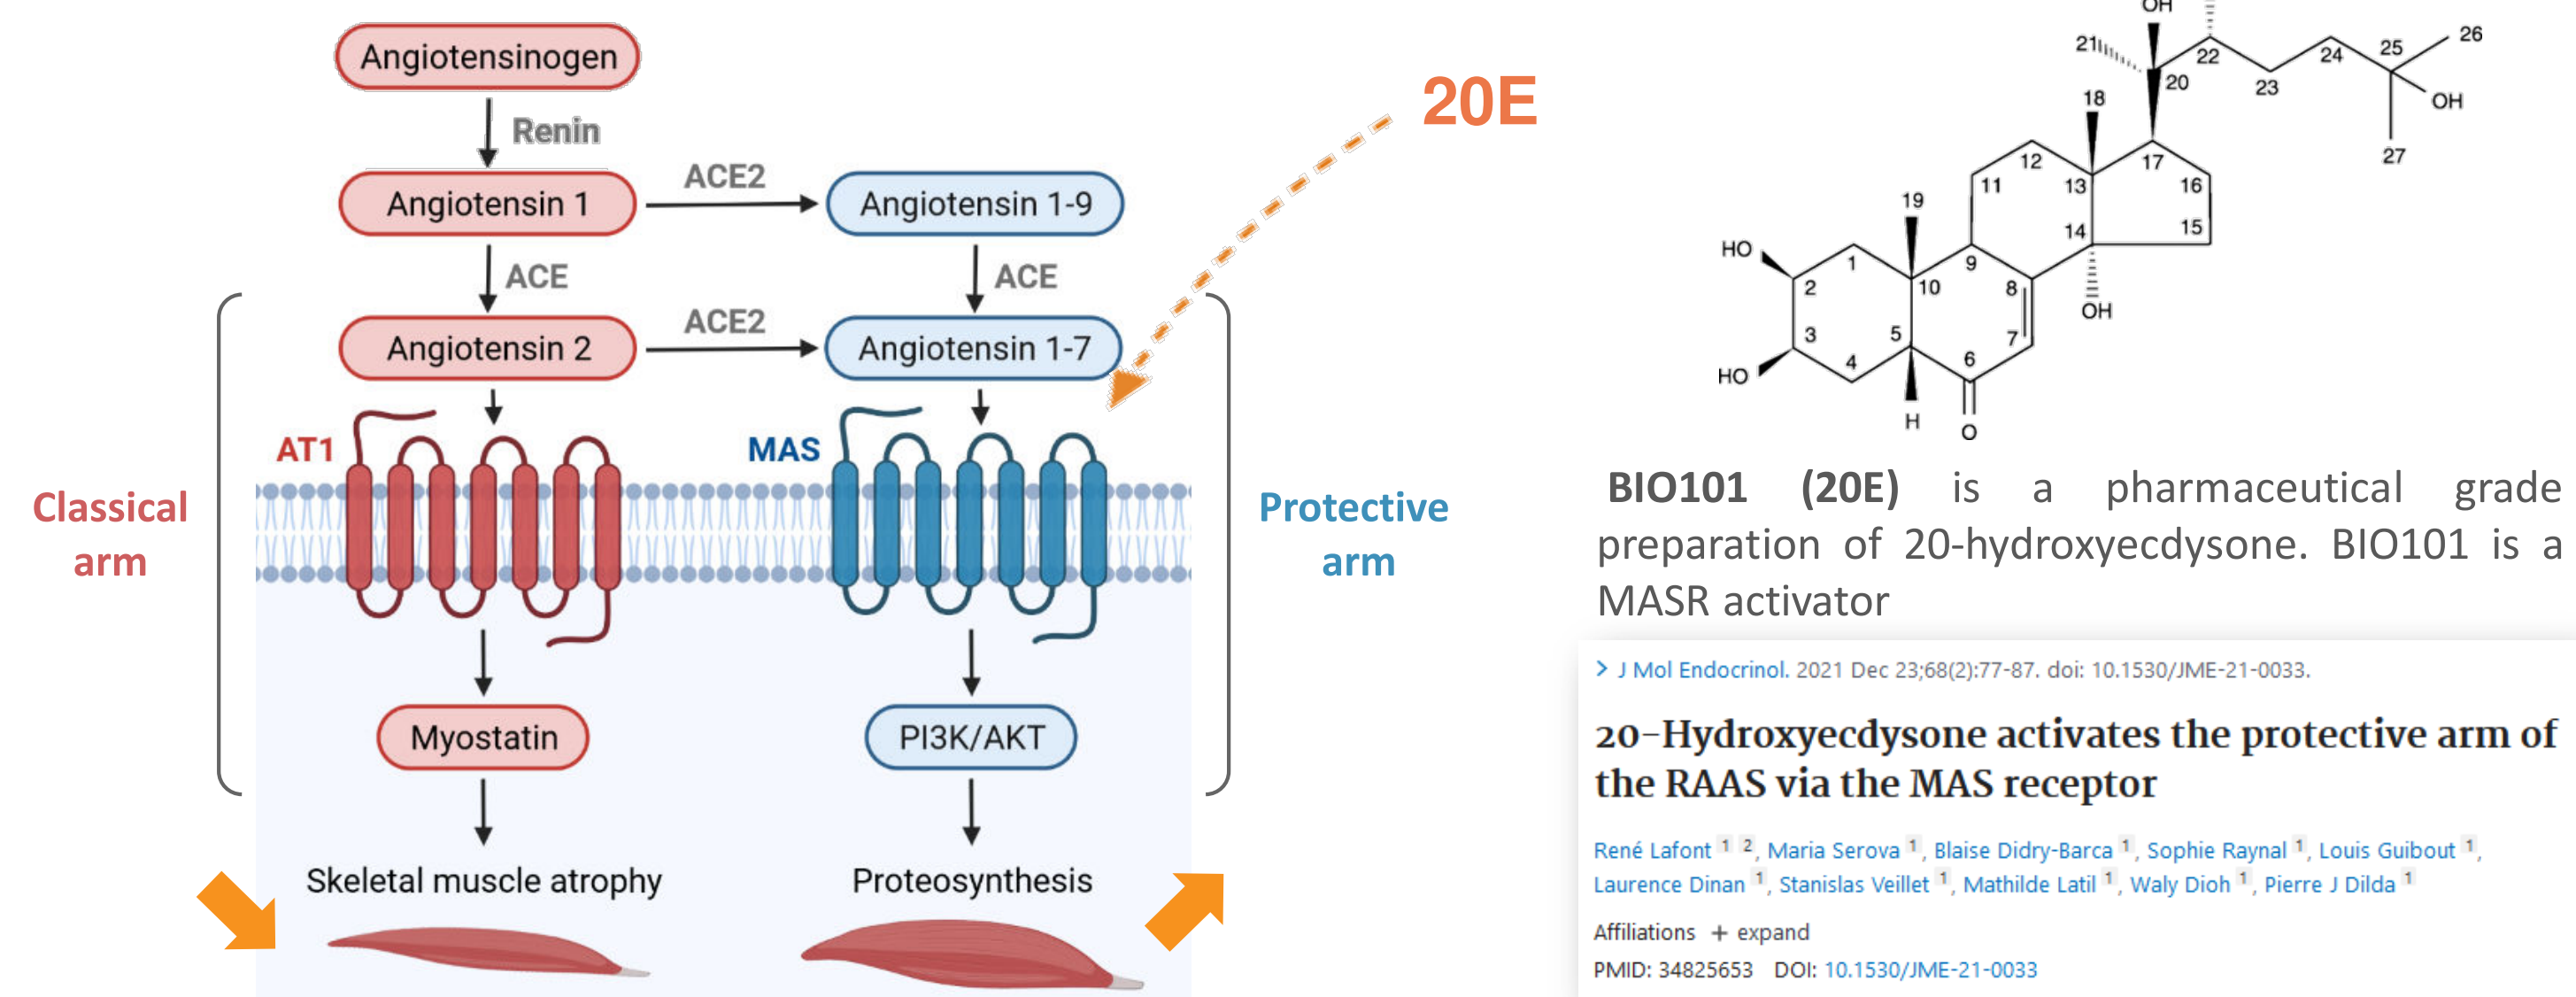 Angiotensinogen
Renin
Angiotensin 1
ACE2
Angiotensin 1-9
ACE
ACE
Angiotensin 2
ACE2
Angiotensin 1-7
20E
AT1
MAS
Classical
arm
Protective
arm
Myostatin
PI3K/AKT
Skeletal muscle atrophy
Proteosynthesis
OH
21
22
20
23
24
25
26
OH
27
18
12
17
11
13
16
19
14
15
HO
1
9
2
10
8
OH
3
5
7
HO
4
6
H
O
BIO101 (20E) is a pharmaceutical grade
preparation of 20-hydroxyecdysone. BIO101 is a
MASR activator
> J Mol Endocrinol. 2021 Dec 23;68(2):77-87. doi: 10.1530/JME-21-0033.
20-Hydroxyecdysone activates the protective arm of
the RAAS via the MAS receptor
René Lafont 1 2, Maria Serova 1, Blaise Didry-Barca 1, Sophie Raynal 1, Louis Guibout 1,
Laurence Dinan 1, Stanislas Veillet 1, Mathilde Latil 1, Waly Dioh 1, Pierre J Dilda 1
Affiliations + expand
PMID: 34825653 DOI: 10.1530/JME-21-0033